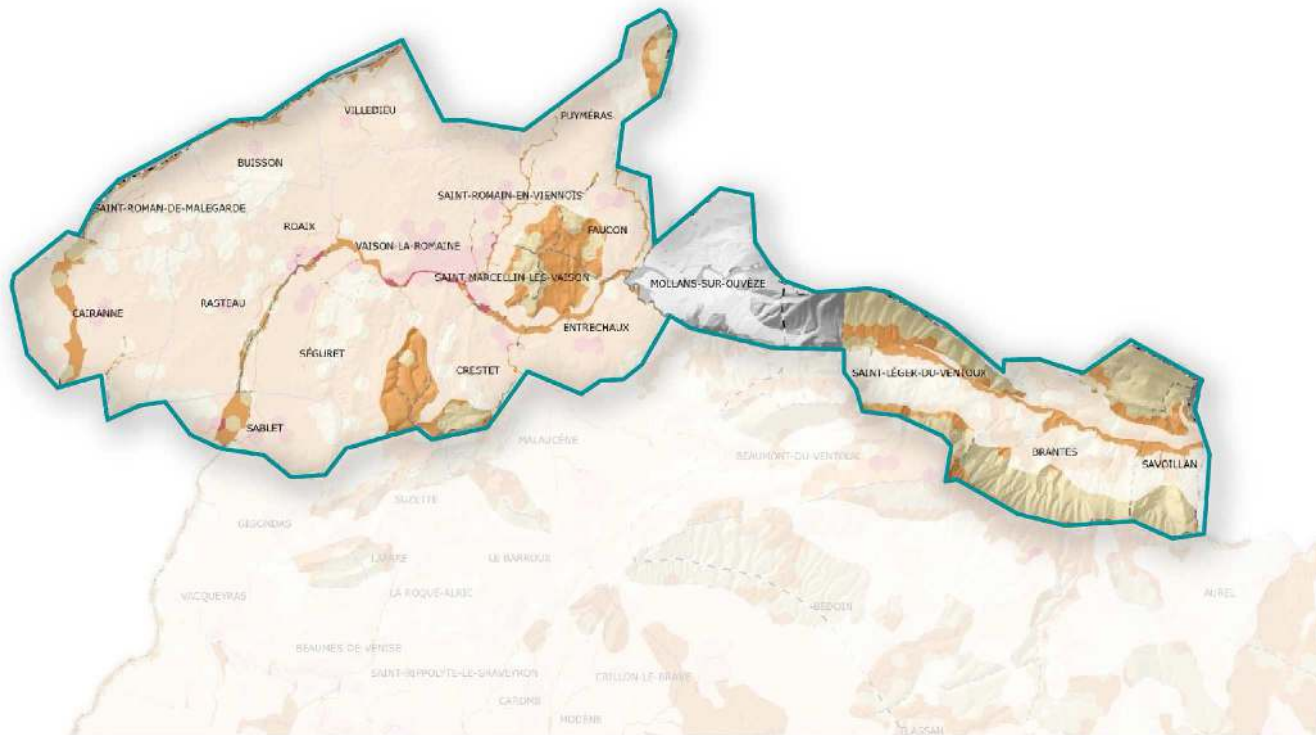 VILLEDIEU
PUYMÉRAS
BUISSON
SAINT-ROMAIN-EN-VIENNOIS
SAINT-ROMAN-DE-MALEGARDE
ROAIX
FAUCON
VAISON-LA-ROMAINE
SAINT MARCELLIN-LÈS-VAISON
MOLLANS-SUR-OUVÈZE
RASTEAU
CAIRANNE
ENTRECHAUX
SÉGURET
CRESTET
SAINT-LÉGER-DU-VENTOUX
SABLET
MALAUCÈNE
BRANTES
BEAUMONT-DU-VENTOUX
SAVOILLAN
SUZETTE
GIGONDAS
LAFARE
LE BARROUX
LA ROQUE-ALRIC
AUREL
VACQUEYRAS
BÉDOIN
BEAUMES DE VENISE
SAINT-HIPPOLYTE-LE-GRAVEYRON
CRILLON LE BRAVE
CAROMB
MODÈNE
FLASSAN